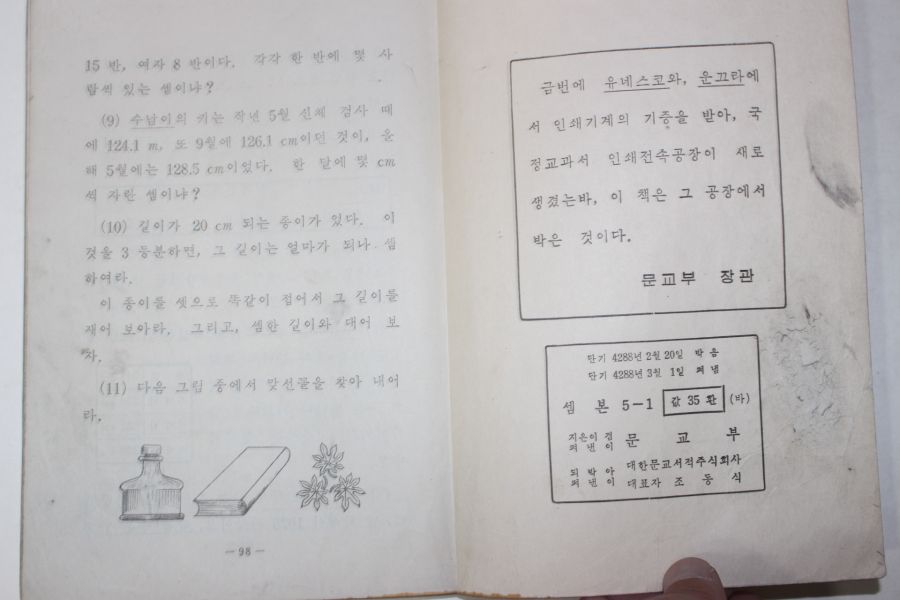 15 반, 여자 8 반이다. 각각 한 반에 몇 사
람씩 있는 셈이냐?
(9) 수남이의 키는 작년 5월 신체 검사 때
에 124.1 m, 또 9월에 126.1 cm이던 것이, 올
해 5월에는 128.5 cm이었다. 한 달에 몇 cm
씩 자란 셈이냐?
(10) 길이가 20 cm 되는 종이가 있다. 이
것을 3 등분하면, 그 길이는 얼마가 되나 셈
하여라.
이 종이를 셋으로 똑같이 접어서 그 길이를
재어 보아라. 그리고, 셈한 길이와 대어 보
자.
(11) 다음 그림 중에서 맞선꼴을 찾아 내어
라.
— 98 —
금번에 유네스코와, 운끄라에
서 인쇄기계의 기증을 받아, 국
정교과서 인쇄전속공장이 새로
생겼는바, 이 책은 그 공장에서
박은 것이다.
문교부 장관
단기 4288년 2월 20일 박음
단기 4288년 3월 1일 펴냄
셈본 5-1 값 35 환 (바)
지은이 겸
펴낸이 문교부
되박아
펴낸이
대한문교서적주식회사
대표자 조동식